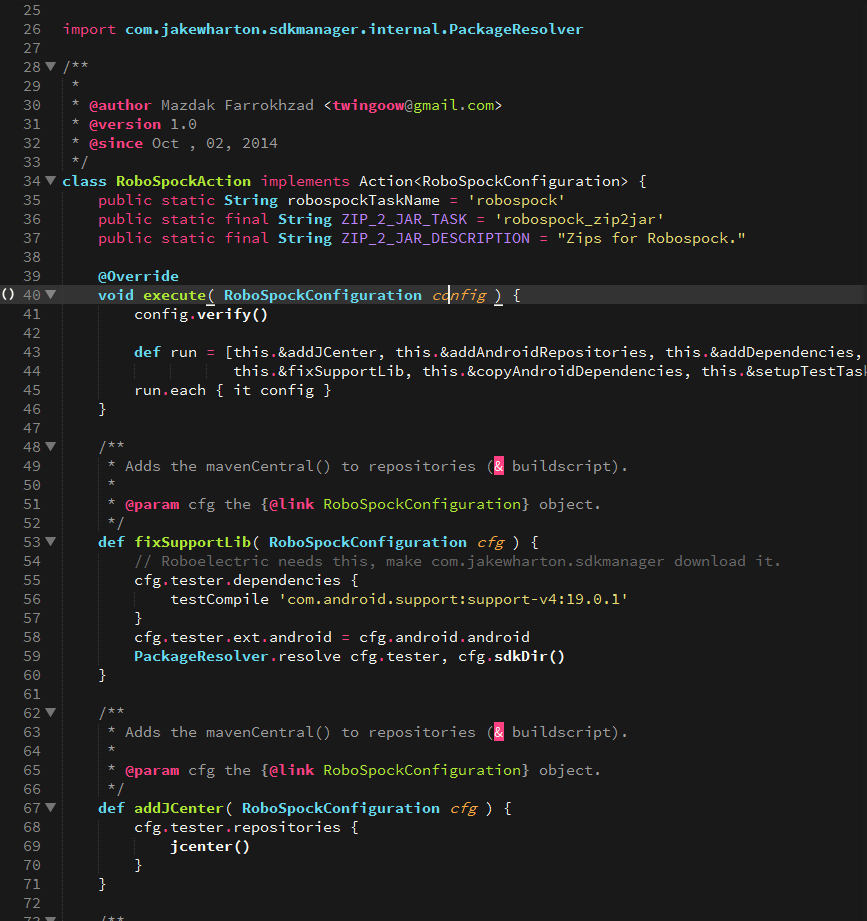 25
26 import com.jakewharton.sdkmanager.internal.PackageResolver
27
28 /**
29  *
30  * @author Mazdak Farrokhzad <twingoow@gmail.com>
31  * @version 1.0
32  * @since Oct , 02, 2014
33  */
34 class RoboSpockAction implements Action<RoboSpockConfiguration> {
35     public static String robospockTaskName = 'robospock'
36     public static final String ZIP_2_JAR_TASK = 'robospock_zip2jar'
37     public static final String ZIP_2_JAR_DESCRIPTION = "Zips for Robospock."
38
39     @Override
() 40     void execute( RoboSpockConfiguration config ) {
41         config.verify()
42
43         def run = [this.&addJCenter, this.&addAndroidRepositories, this.&addDependencies,
44                    this.&fixSupportLib, this.&copyAndroidDependencies, this.&setupTestTas
45         run.each { it config }
46     }
47
48     /**
49      * Adds the mavenCentral() to repositories (& buildscript).
50      *
51      * @param cfg the {@link RoboSpockConfiguration} object.
52      */
53     def fixSupportLib( RoboSpockConfiguration cfg ) {
54         // Roboelectric needs this, make com.jakewharton.sdkmanager download it.
55         cfg.tester.dependencies {
56             testCompile 'com.android.support:support-v4:19.0.1'
57         }
58         cfg.tester.ext.android = cfg.android.android
59         PackageResolver.resolve cfg.tester, cfg.sdkDir()
60     }
61
62     /**
63      * Adds the mavenCentral() to repositories (& buildscript).
64      *
65      * @param cfg the {@link RoboSpockConfiguration} object.
66      */
67     def addJCenter( RoboSpockConfiguration cfg ) {
68         cfg.tester.repositories {
69             jcenter()
70         }
71     }
72
73     /**